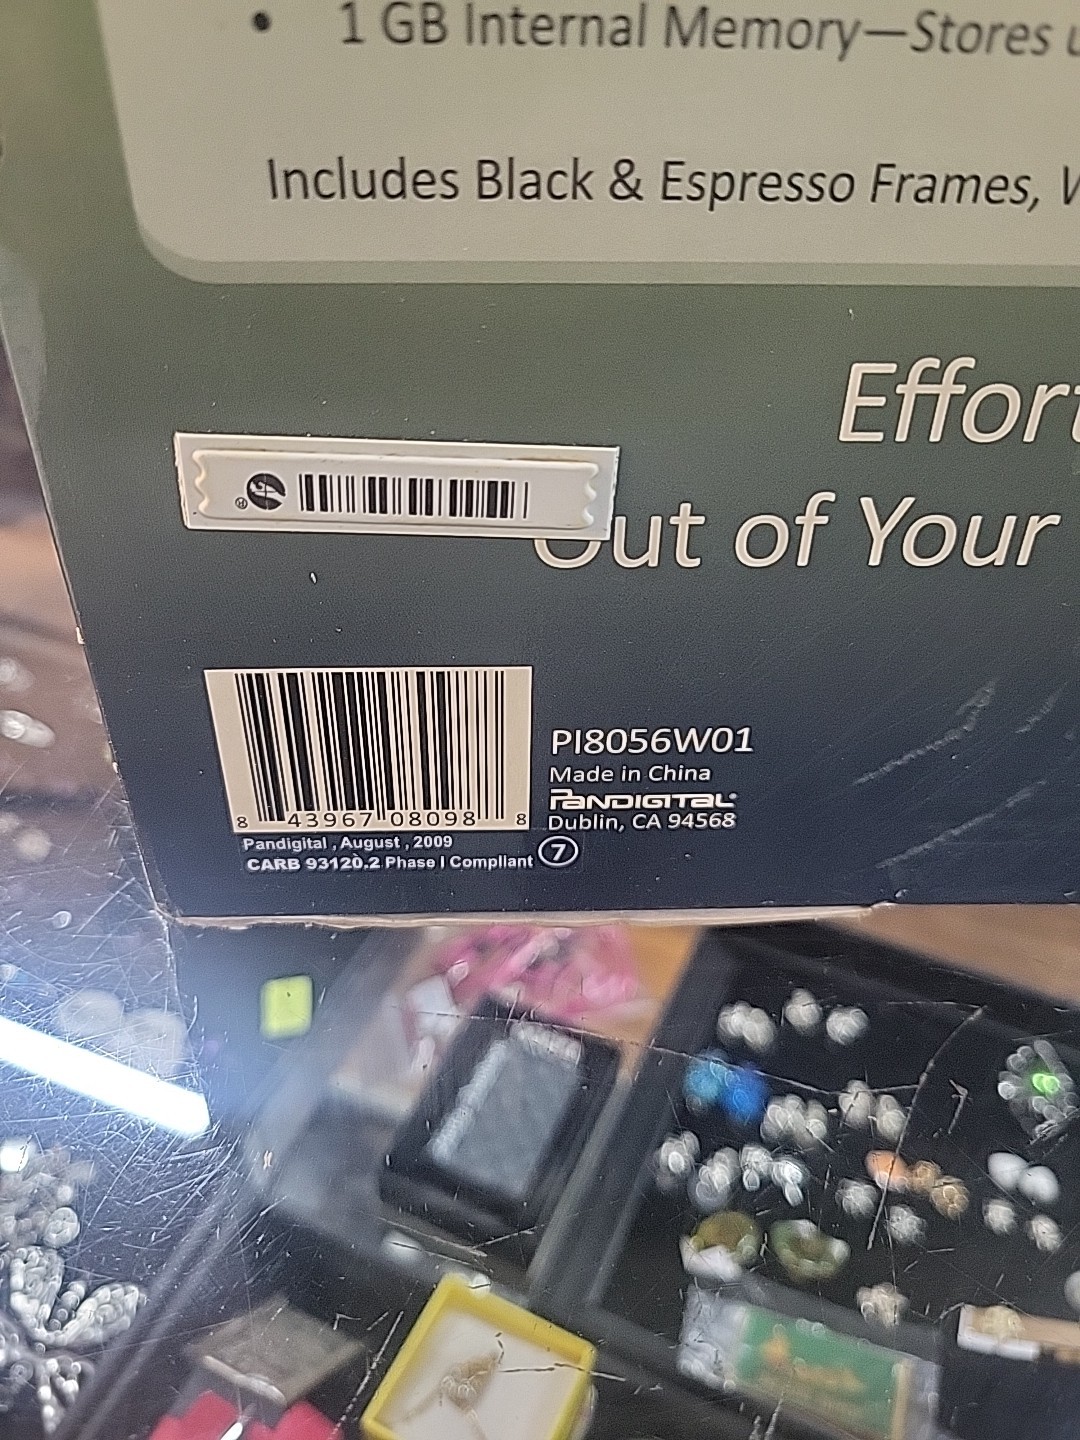 • 1 GB Internal Memory—Stores
Includes Black & Espresso Frames,
Effort
Out of Your
®
8 43967 08098 8
PI8056W01
Made in China
PANDIGITAL®
Dublin, CA 94568
Pandigital , August , 2009
CARB 93120.2 Phase I Compliant
7